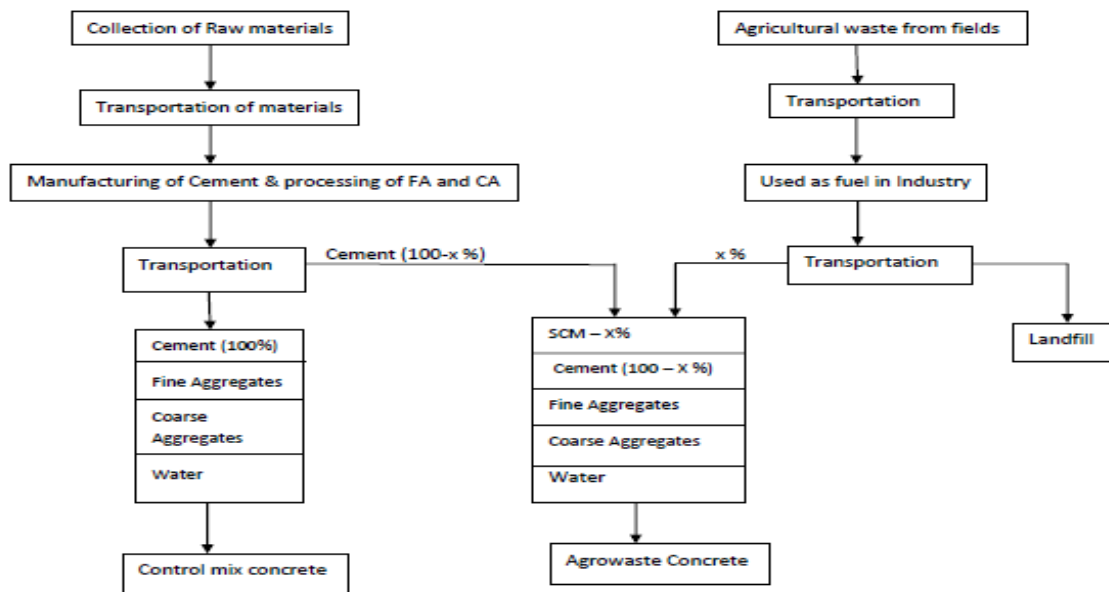 Collection of Raw materials
Transportation of materials
Manufacturing of Cement & processing of FA and CA
Transportation
Cement (100-x %)
Cement (100%)
Fine Aggregates
Coarse
Aggregates
Water
Control mix concrete
Agricultural waste from fields
Transportation
Used as fuel in Industry
Transportation
x %
Landfill
SCM – X%
Cement (100 – X %)
Fine Aggregates
Coarse Aggregates
Water
Agrowaste Concrete